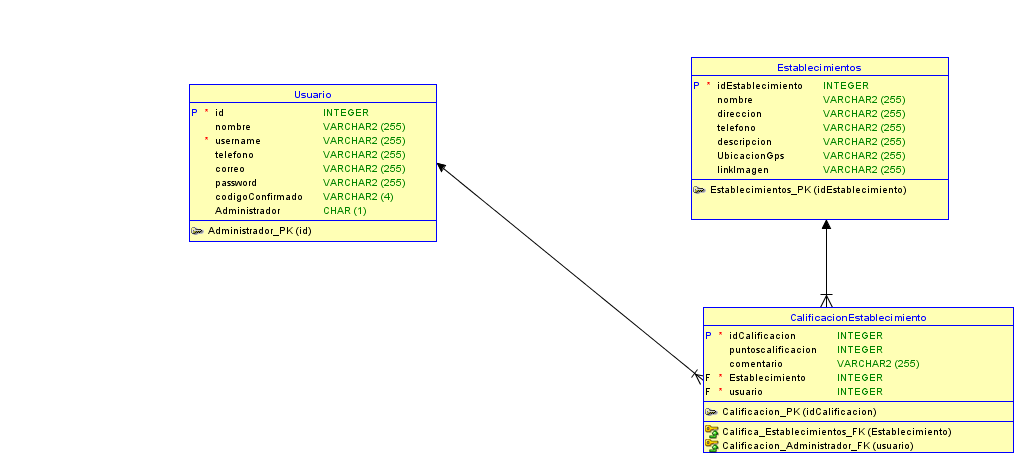 Usuario
P * id INTEGER
nombre VARCHAR2 (255)
* username VARCHAR2 (255)
telefono VARCHAR2 (255)
correo VARCHAR2 (255)
password VARCHAR2 (255)
codigoConfirmado VARCHAR2 (4)
Administrador CHAR (1)
Administrador_PK (id)
Establecimientos
P * idEstablecimiento INTEGER
nombre VARCHAR2 (255)
direccion VARCHAR2 (255)
telefono VARCHAR2 (255)
descripcion VARCHAR2 (255)
UbicacionGps VARCHAR2 (255)
linkImagen VARCHAR2 (255)
Establecimientos_PK (idEstablecimiento)
CalificacionEstablecimiento
P * idCalificacion INTEGER
puntoscalificacion INTEGER
comentario VARCHAR2 (255)
F * Establecimiento INTEGER
F * usuario INTEGER
Calificacion_PK (idCalificacion)
Califica_Establecimientos_FK (Establecimiento)
Calificacion_Administrador_FK (usuario)